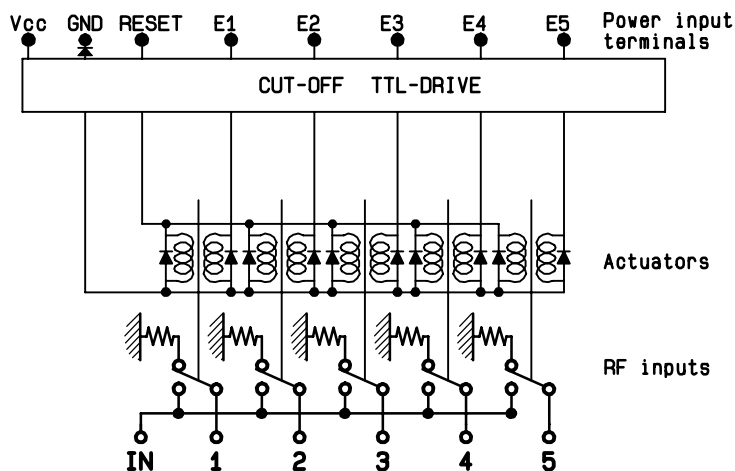 Vcc GND RESET E1 E2 E3 E4 E5 Power input
terminals
CUT-OFF TTL-DRIVE
Actuators
RF inputs
IN 1 2 3 4 5